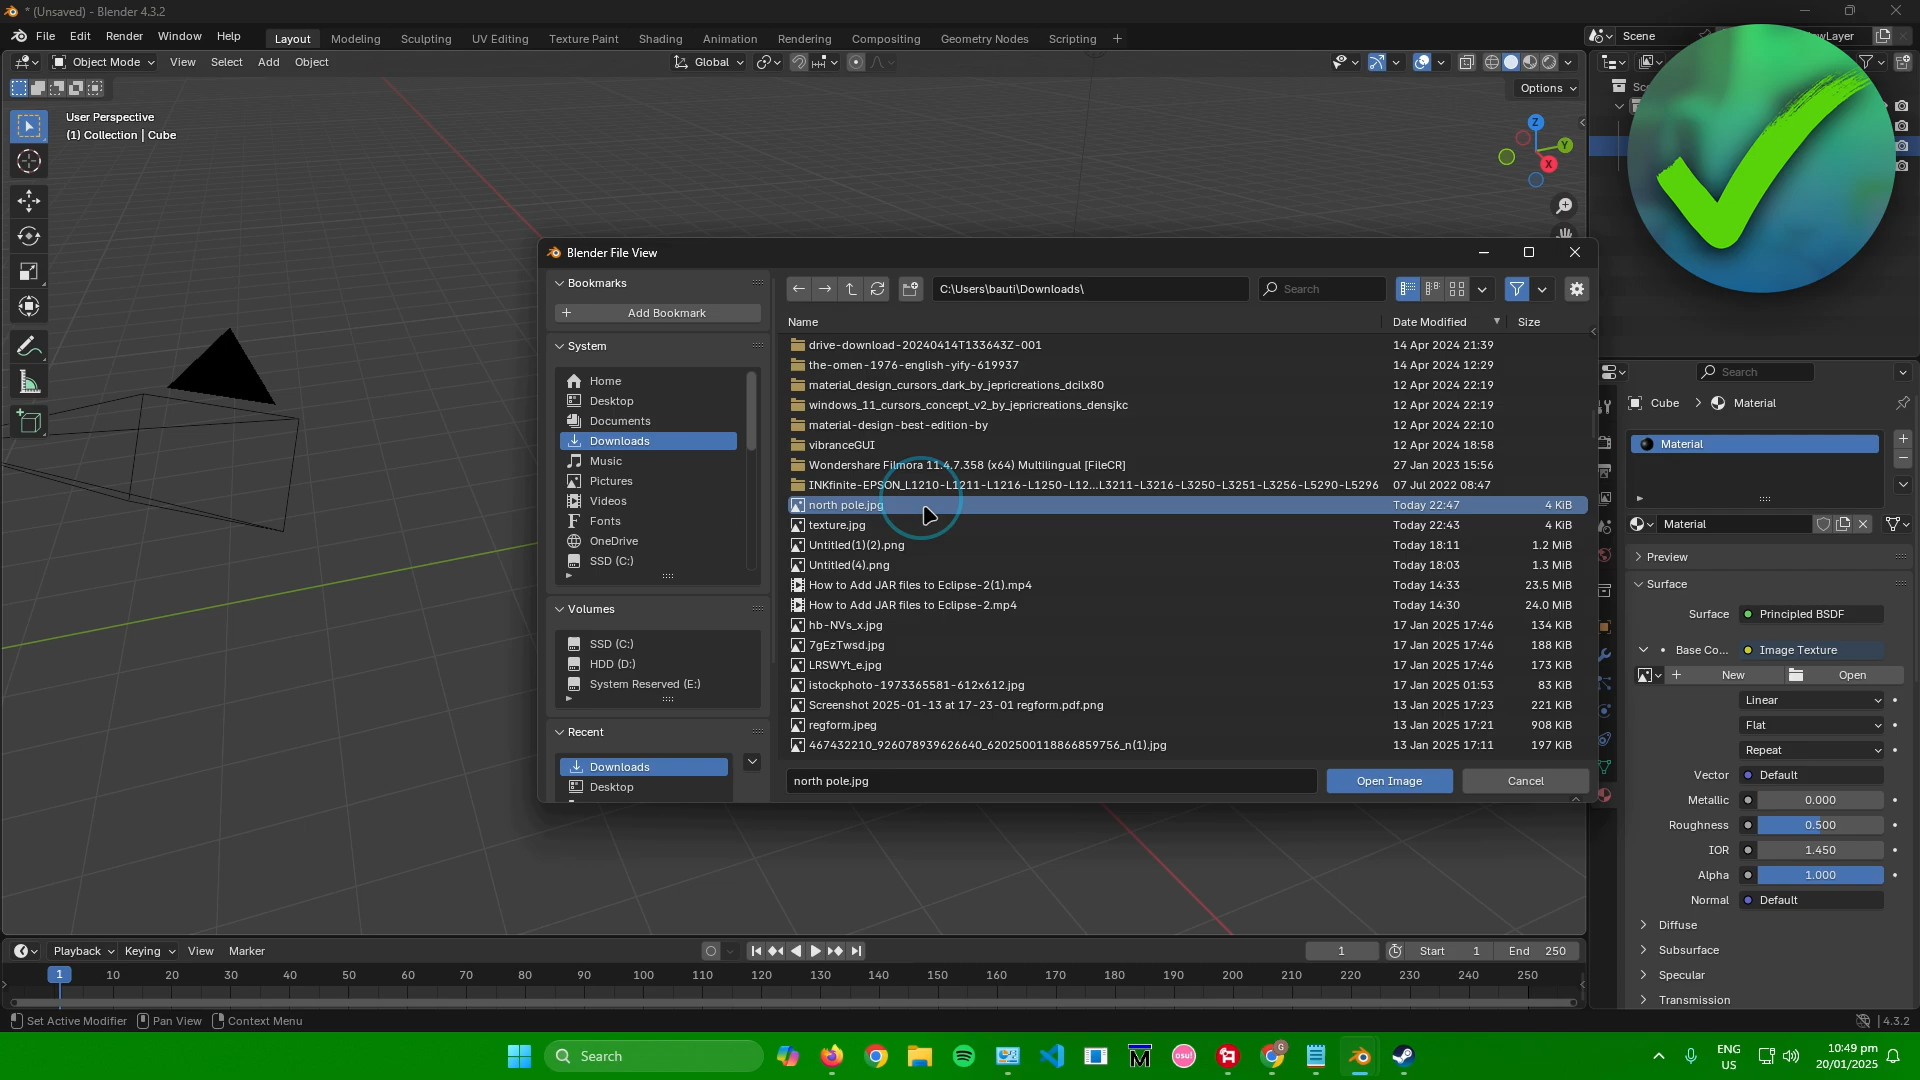 * (Unsaved) - Blender 4.3.2
File Edit Render Window Help Layout Modeling Sculpting UV Editing Texture Paint Shading Animation Rendering Compositing Geometry Nodes Scripting + Scene
Object Mode View Select Add Object Global
Options
User Perspective
(1) Collection | Cube
Z
Y
X
Blender File View
Bookmarks
Add Bookmark
System
Home
Desktop
Documents
Downloads
Music
Pictures
Videos
Fonts
OneDrive
SSD (C:)
Volumes
SSD (C:)
HDD (D:)
System Reserved (E:)
Recent
Downloads
Desktop
C:\Users\bauti\Downloads\ Search
Name Date Modified Size
drive-download-20240414T133643Z-001 14 Apr 2024 21:39
the-omen-1976-english-yify-619937 14 Apr 2024 12:29
material_design_cursors_dark_by_jepricreations_dcilx80 12 Apr 2024 22:19
windows_11_cursors_concept_v2_by_jepricreations_densjkc 12 Apr 2024 22:19
material-design-best-edition-by 12 Apr 2024 22:10
vibranceGUI 12 Apr 2024 18:58
Wondershare Filmora 11.4.7.358 (x64) Multilingual [FileCR] 27 Jan 2023 15:56
INKfinite-EPSON_L1210-L1211-L1216-L1250-L12...L3211-L3216-L3250-L3251-L3256-L5290-L5296 07 Jul 2022 08:47
north pole.jpg Today 22:47 4 KiB
texture.jpg Today 22:43 4 KiB
Untitled(1)(2).png Today 18:11 1.2 MiB
Untitled(4).png Today 18:03 1.3 MiB
How to Add JAR files to Eclipse-2(1).mp4 Today 14:33 23.5 MiB
How to Add JAR files to Eclipse-2.mp4 Today 14:30 24.0 MiB
hb-NVs_x.jpg 17 Jan 2025 17:46 134 KiB
7gEzTwsd.jpg 17 Jan 2025 17:46 188 KiB
LRSWYt_e.jpg 17 Jan 2025 17:46 173 KiB
istockphoto-1973365581-612x612.jpg 17 Jan 2025 01:53 83 KiB
Screenshot 2025-01-13 at 17-23-01 regform.pdf.png 13 Jan 2025 17:23 221 KiB
regform.jpeg 13 Jan 2025 17:21 908 KiB
467432210_926078939626640_6202500118866859756_n(1).jpg 13 Jan 2025 17:11 197 KiB
north pole.jpg Open Image Cancel
Search
Cube > Material
Material
Material
Preview
Surface
Surface Principled BSDF
Base Co... Image Texture
New Open
Linear
Flat
Repeat
Vector Default
Metallic 0.000
Roughness 0.500
IOR 1.450
Alpha 1.000
Normal Default
Diffuse
Subsurface
Specular
Transmission
Playback Keying View Marker 1 Start 1 End 250
1 10 20 30 40 50 60 70 80 90 100 110 120 130 140 150 160 170 180 190 200 210 220 230 240 250
Set Active Modifier Pan View Context Menu 4.3.2
Search
osu!
G
M
ENG
US
10:49 pm
20/01/2025